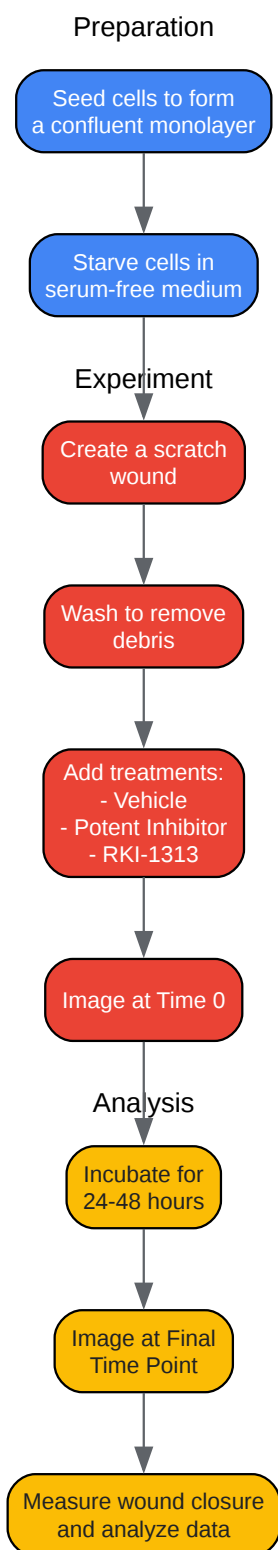 Preparation
Seed cells to form
a confluent monolayer
Starve cells in
serum-free medium
Experiment
Create a scratch
wound
Wash to remove
debris
Add treatments:
- Vehicle
- Potent Inhibitor
- RKI-1313
Image at Time 0
Analysis
Incubate for
24-48 hours
Image at Final
Time Point
Measure wound closure
and analyze data